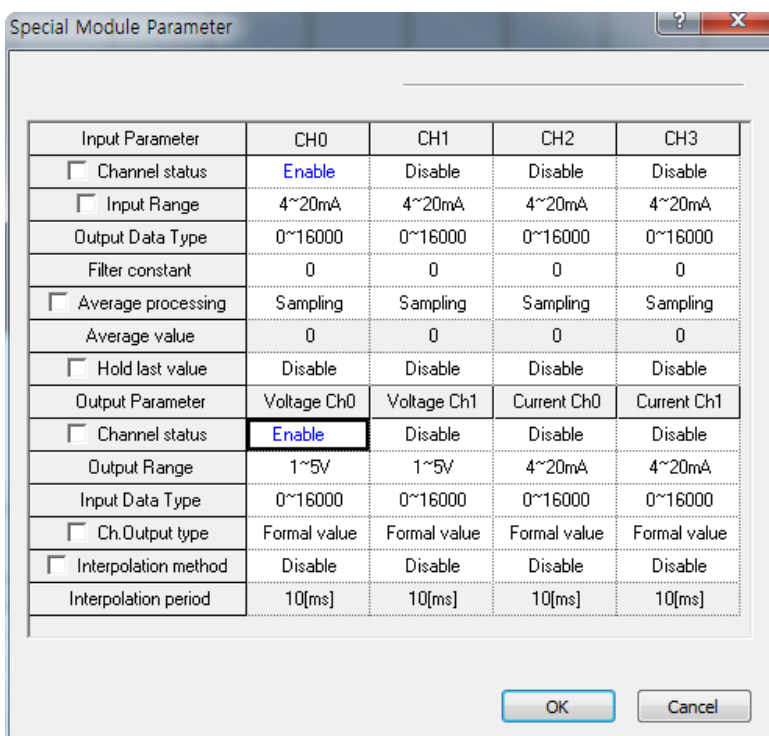 Special Module Parameter
?
X
Input Parameter CH0 CH1 CH2 CH3
Channel status Enable Disable Disable Disable
Input Range 4~20mA 4~20mA 4~20mA 4~20mA
Output Data Type 0~16000 0~16000 0~16000 0~16000
Filter constant 0 0 0 0
Average processing Sampling Sampling Sampling Sampling
Average value 0 0 0 0
Hold last value Disable Disable Disable Disable
Output Parameter Voltage Ch0 Voltage Ch1 Current Ch0 Current Ch1
Channel status Enable Disable Disable Disable
Output Range 1~5V 1~5V 4~20mA 4~20mA
Input Data Type 0~16000 0~16000 0~16000 0~16000
Ch.Output type Formal value Formal value Formal value Formal value
Interpolation method Disable Disable Disable Disable
Interpolation period 10[ms] 10[ms] 10[ms] 10[ms]
OK Cancel